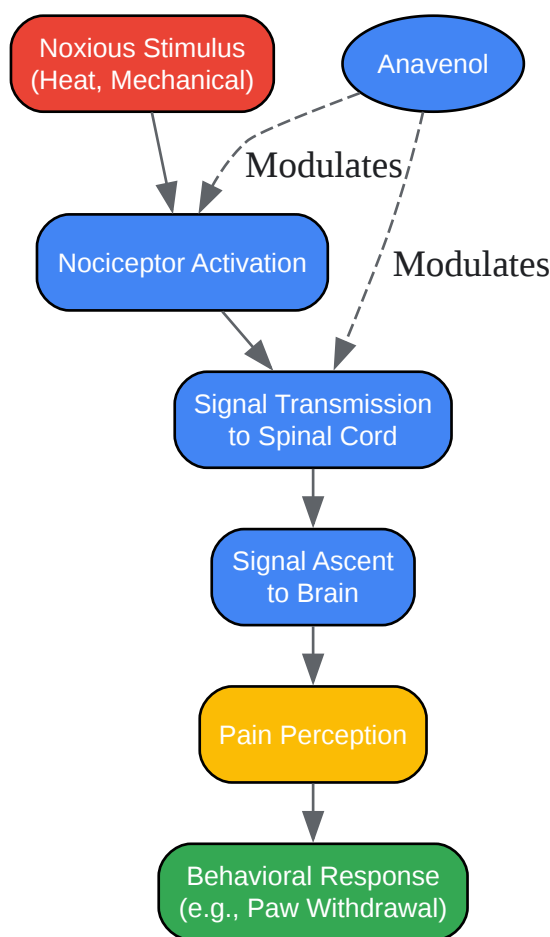 Noxious Stimulus
(Heat, Mechanical)
Anavenol
Modulates
Nociceptor Activation
Modulates
Signal Transmission
to Spinal Cord
Signal Ascent
to Brain
Pain Perception
Behavioral Response
(e.g., Paw Withdrawal)